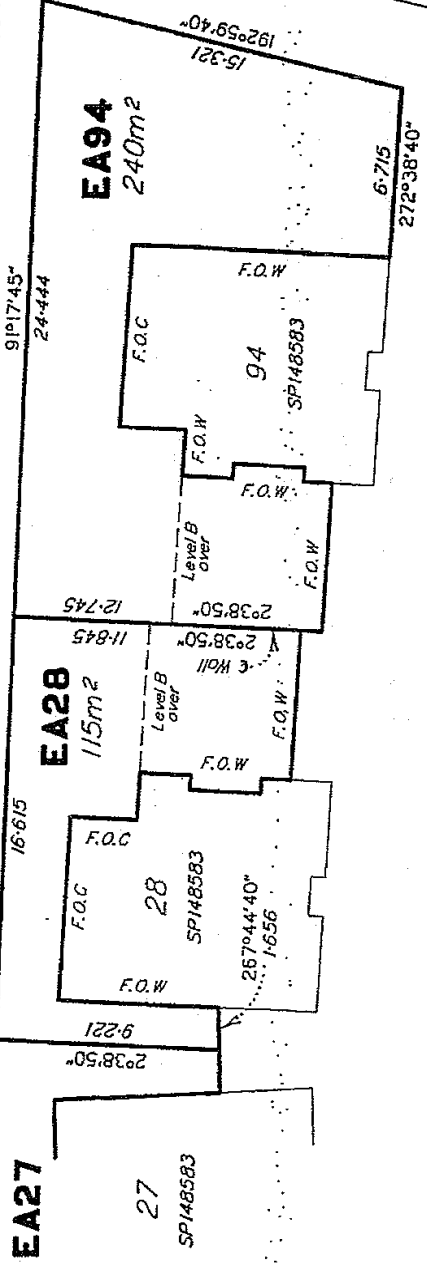 192°59'40"
15·321
EA94
240m²
91°17'45"
24·444
6·715
272°38'40"
F.O.W
F.O.C
94
SP148583
F.O.W
F.O.W
Level B
over
F.O.W
12·745
2°38'50"
11·845
2°38'50"
℄ Wall
EA28
115m²
Level B
over
F.O.W
F.O.W
16·615
F.O.C
F.O.C
28
SP148583
F.O.W
267°44'40"
1·656
9·221
2°38'50"
EA27
27
SP148583